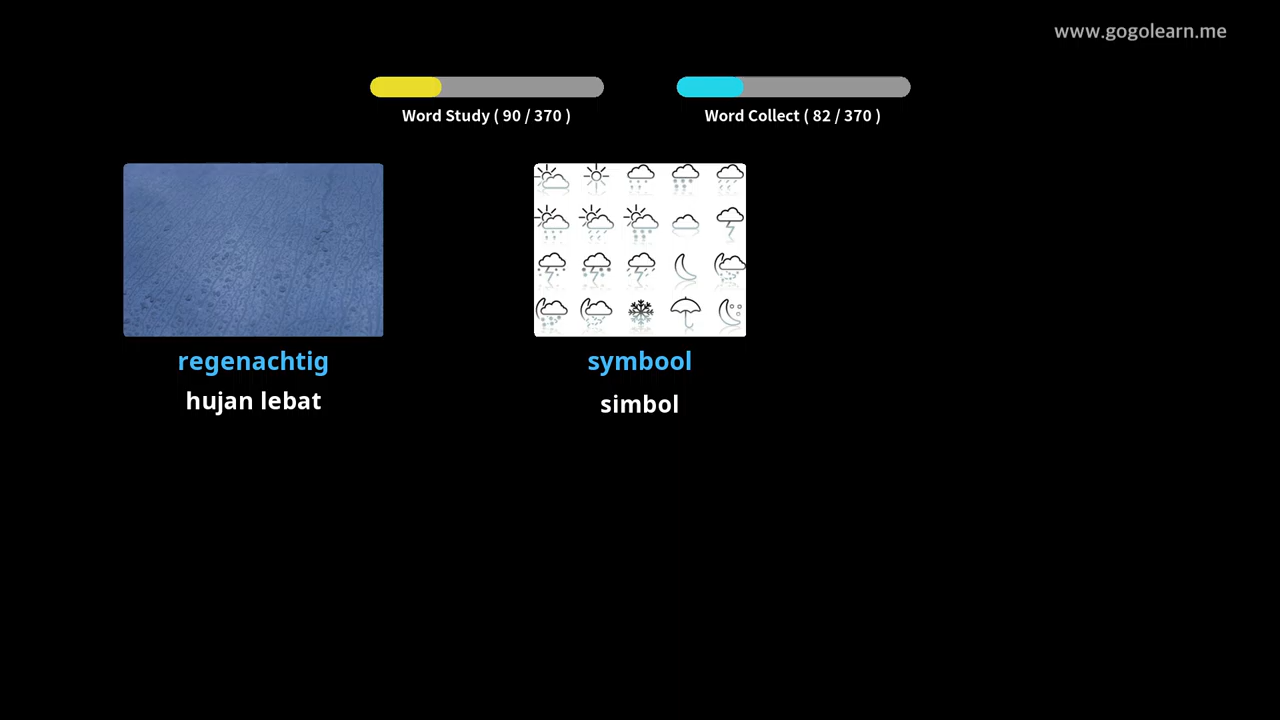 www.gogolearn.me
Word Study ( 90 / 370 )
Word Collect ( 82 / 370 )
regenachtig
hujan lebat
symbool
simbol